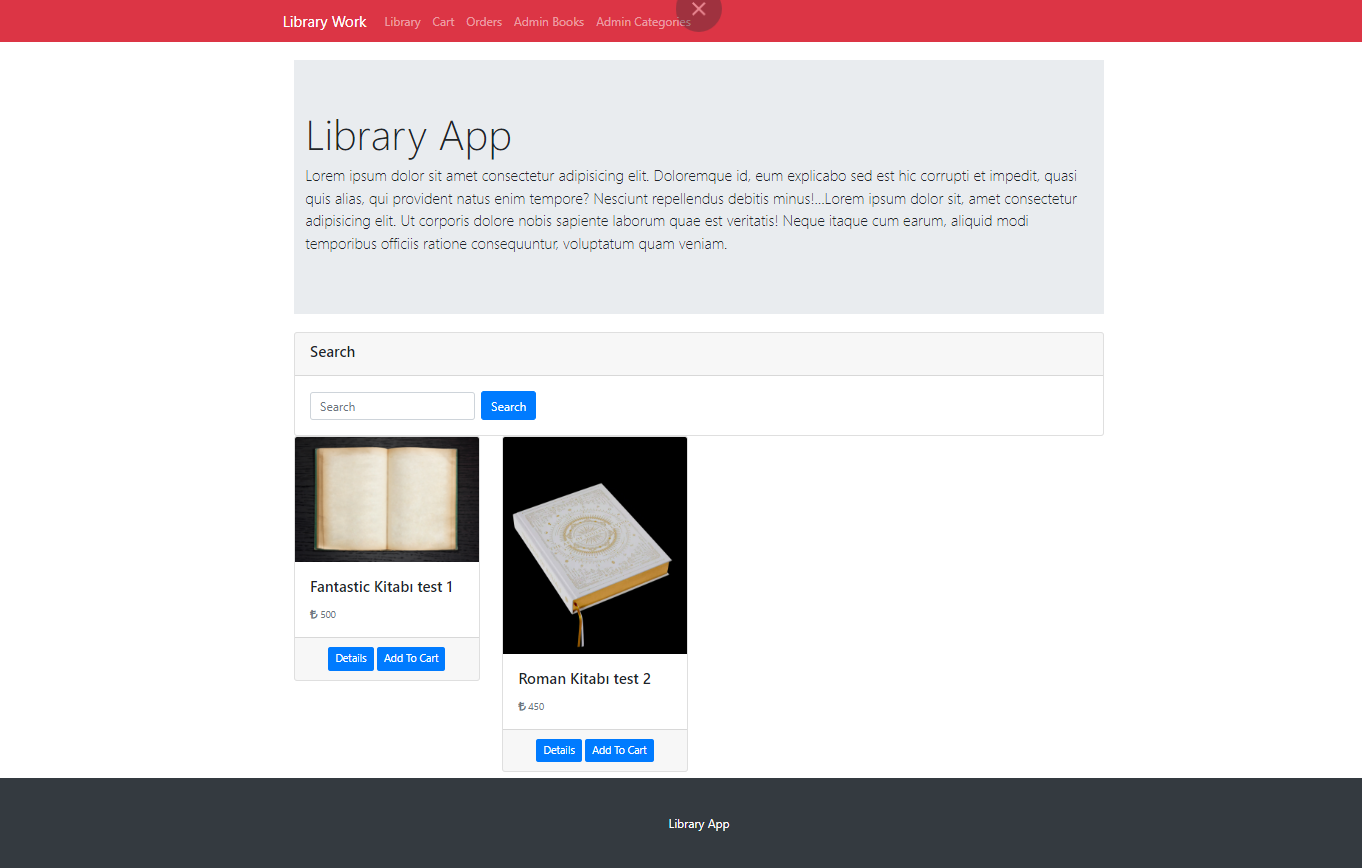 Library Work Library Cart Orders Admin Books Admin Categories
Library App
Lorem ipsum dolor sit amet consectetur adipisicing elit. Doloremque id, eum explicabo sed est hic corrupti et impedit, quasi
quis alias, qui provident natus enim tempore? Nesciunt repellendus debitis minus!...Lorem ipsum dolor sit, amet consectetur
adipisicing elit. Ut corporis dolore nobis sapiente laborum quae est veritatis! Neque itaque cum earum, aliquid modi
temporibus officiis ratione consequuntur, voluptatum quam veniam.
Search
Search Search
Fantastic Kitabı test 1
₺ 500
Details Add To Cart
Roman Kitabı test 2
₺ 450
Details Add To Cart
Library App